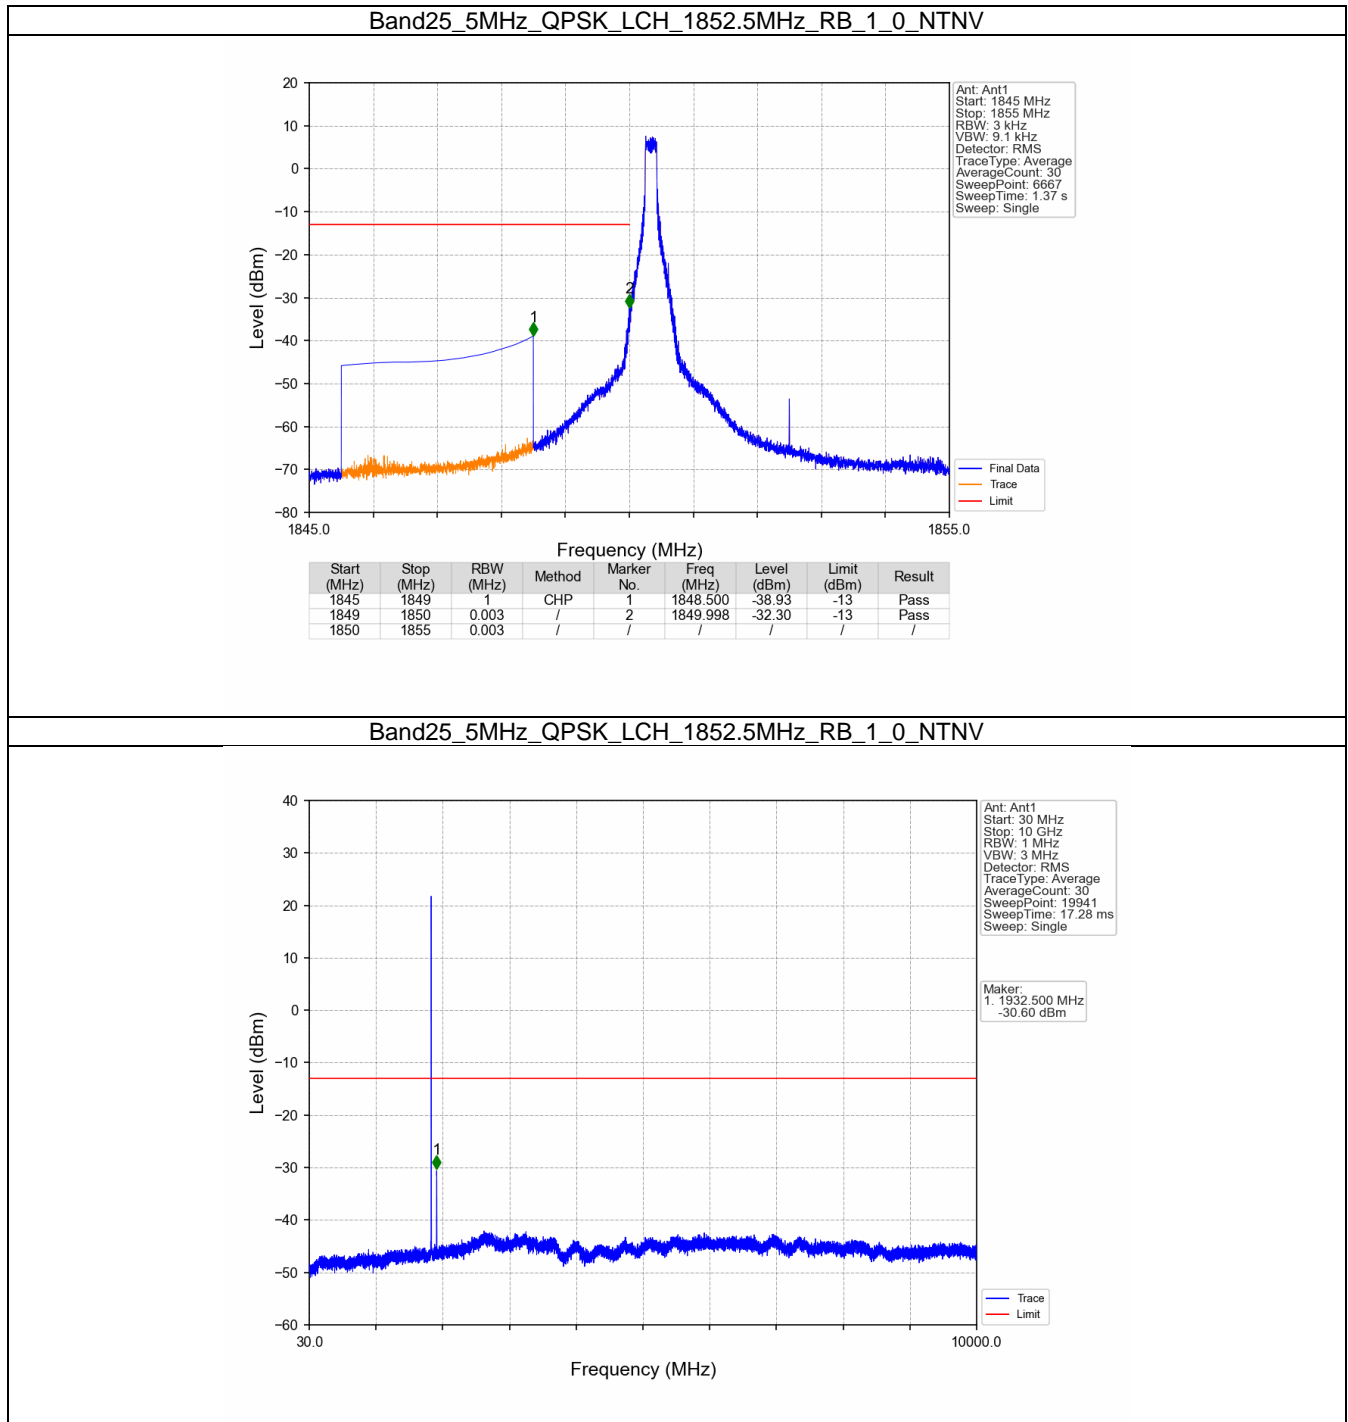 Band25_5MHz_QPSK_LCH_1852.5MHz_RB_1_0_NTNV
20
10
0
−10
−20
−30
−40
−50
−60
−70
−80
Level (dBm)
1
2
1845.0
1855.0
Frequency (MHz)
Ant: Ant1
Start: 1845 MHz
Stop: 1855 MHz
RBW: 3 kHz
VBW: 9.1 kHz
Detector: RMS
TraceType: Average
AverageCount: 30
SweepPoint: 6667
SweepTime: 1.37 s
Sweep: Single
Final Data
Trace
Limit
Start (MHz) Stop (MHz) RBW (MHz) Method Marker No. Freq (MHz) Level (dBm) Limit (dBm) Result
1845 1849 1 CHP 1 1848.500 -38.93 -13 Pass
1849 1850 0.003 / 2 1849.998 -32.30 -13 Pass
1850 1855 0.003 / / / / / /
Band25_5MHz_QPSK_LCH_1852.5MHz_RB_1_0_NTNV
40
30
20
10
0
−10
−20
−30
−40
−50
−60
Level (dBm)
1
30.0
10000.0
Frequency (MHz)
Ant: Ant1
Start: 30 MHz
Stop: 10 GHz
RBW: 1 MHz
VBW: 3 MHz
Detector: RMS
TraceType: Average
AverageCount: 30
SweepPoint: 19941
SweepTime: 17.28 ms
Sweep: Single
Maker:
1. 1932.500 MHz
-30.60 dBm
Trace
Limit